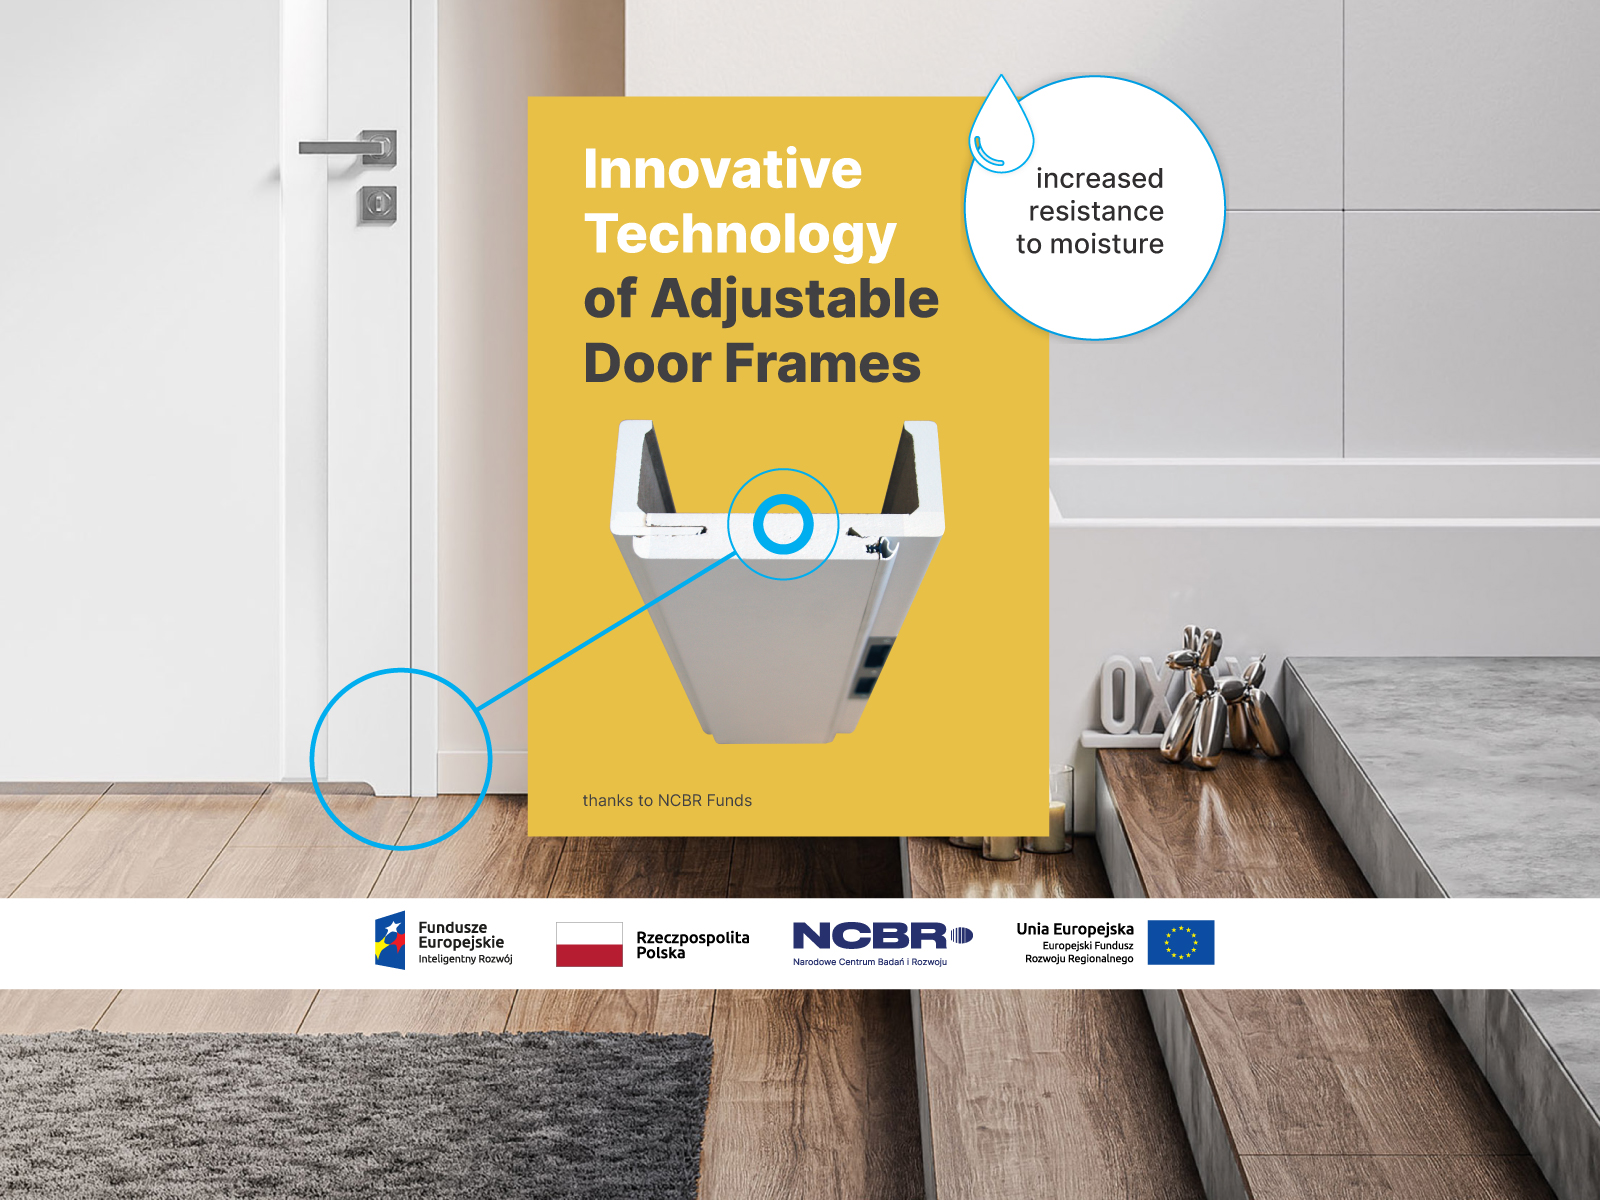 Innovative
Technology
of Adjustable
Door Frames
increased
resistance
to moisture
thanks to NCBR Funds
Fundusze
Europejskie
Inteligentny Rozwój
Rzeczpospolita
Polska
NCBR
Narodowe Centrum Badań i Rozwoju
Unia Europejska
Europejski Fundusz
Rozwoju Regionalnego